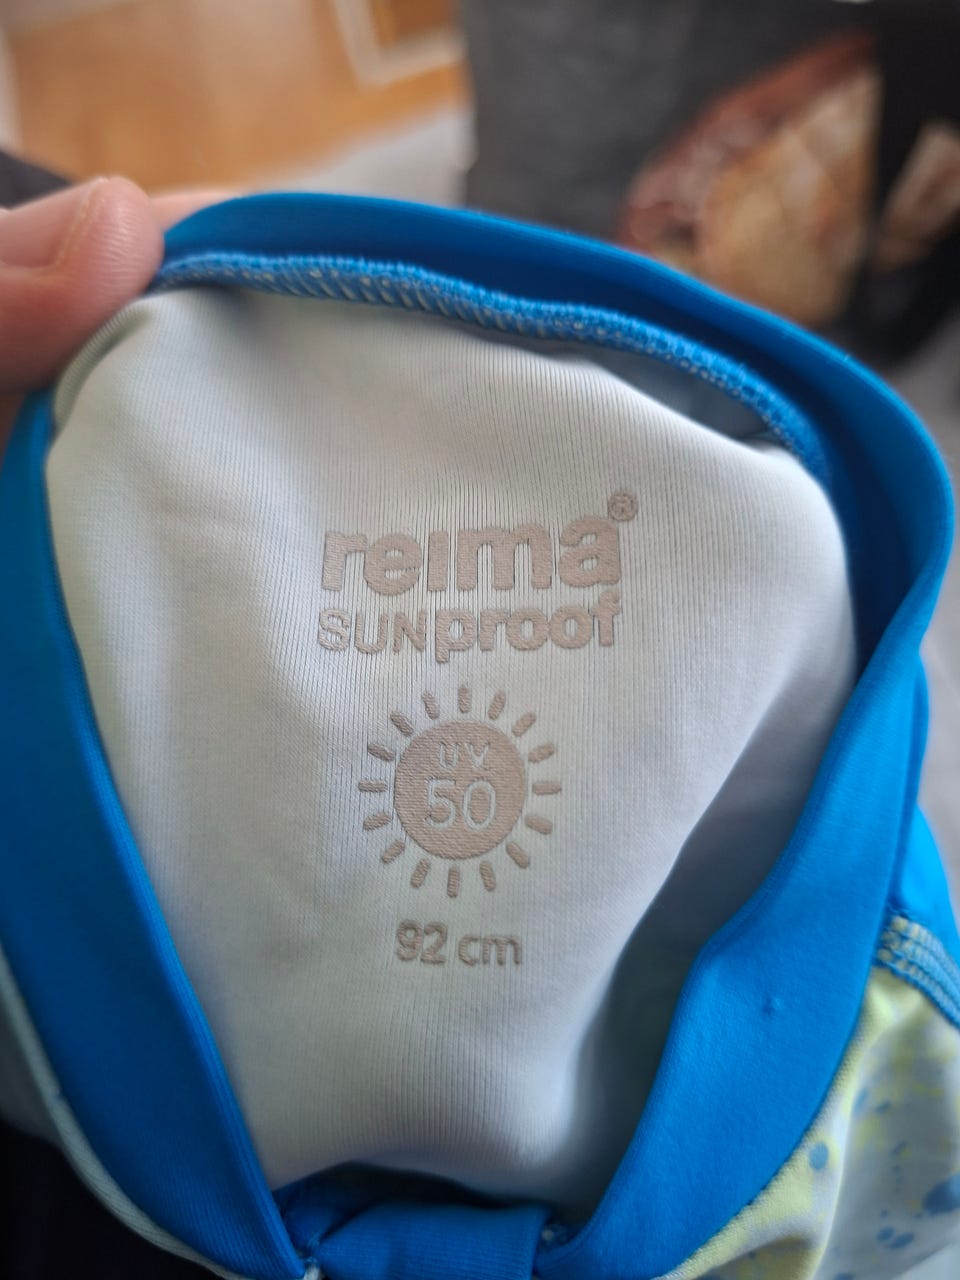 reima®
SUNproof
UV
50
92 cm